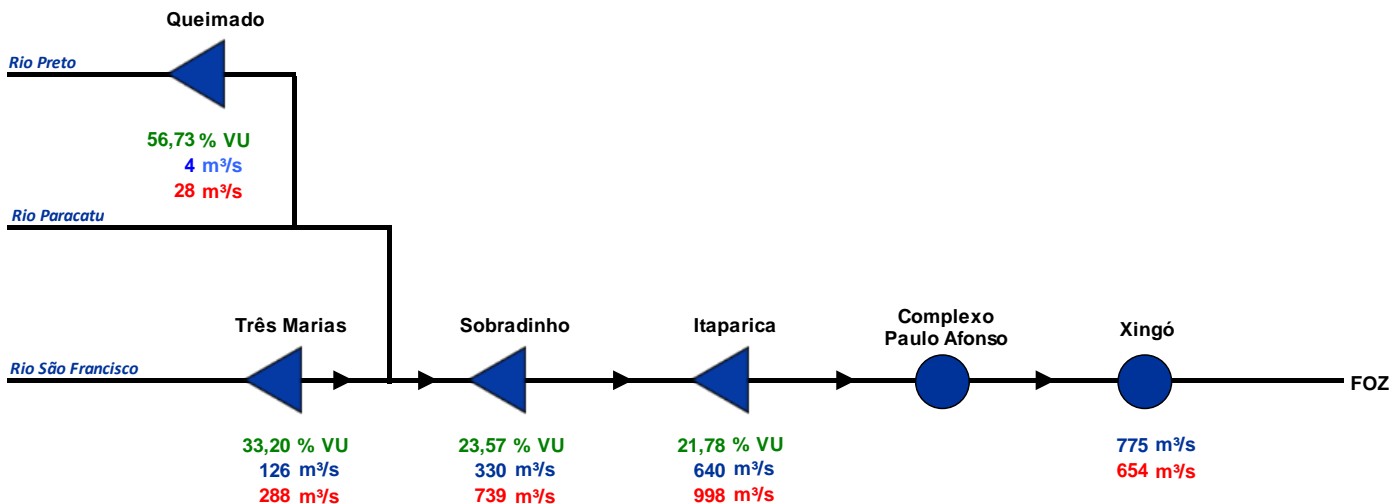 Queimado
Rio Preto
56,73 % VU
4 m³/s
28 m³/s
Rio Paracatu
Três Marias
Sobradinho
Itaparica
Complexo
Paulo Afonso
Xingó
Rio São Francisco
FOZ
33,20 % VU
126 m³/s
288 m³/s
23,57 % VU
330 m³/s
739 m³/s
21,78 % VU
640 m³/s
998 m³/s
775 m³/s
654 m³/s